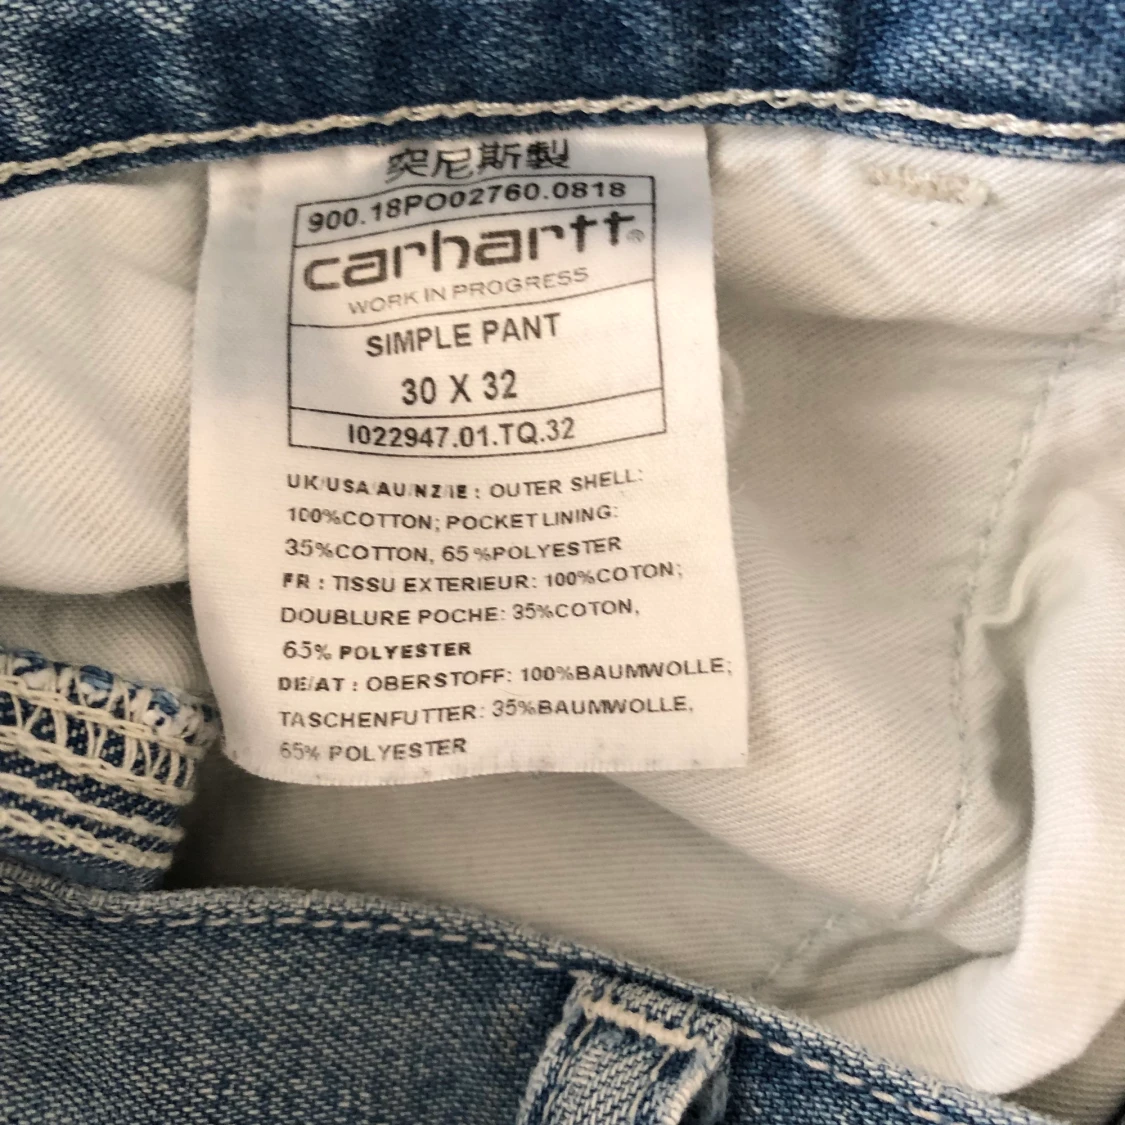 突尼斯製
900.18PO02760.0818
carhartt®
WORK IN PROGRESS
SIMPLE PANT
30 X 32
I022947.01.TQ.32
UK/USA/AU/NZ/IE : OUTER SHELL:
100%COTTON; POCKET LINING:
35%COTTON, 65 %POLYESTER
FR : TISSU EXTERIEUR: 100%COTON;
DOUBLURE POCHE: 35%COTON,
65% POLYESTER
DE/AT : OBERSTOFF: 100%BAUMWOLLE;
TASCHENFUTTER: 35%BAUMWOLLE,
65% POLYESTER